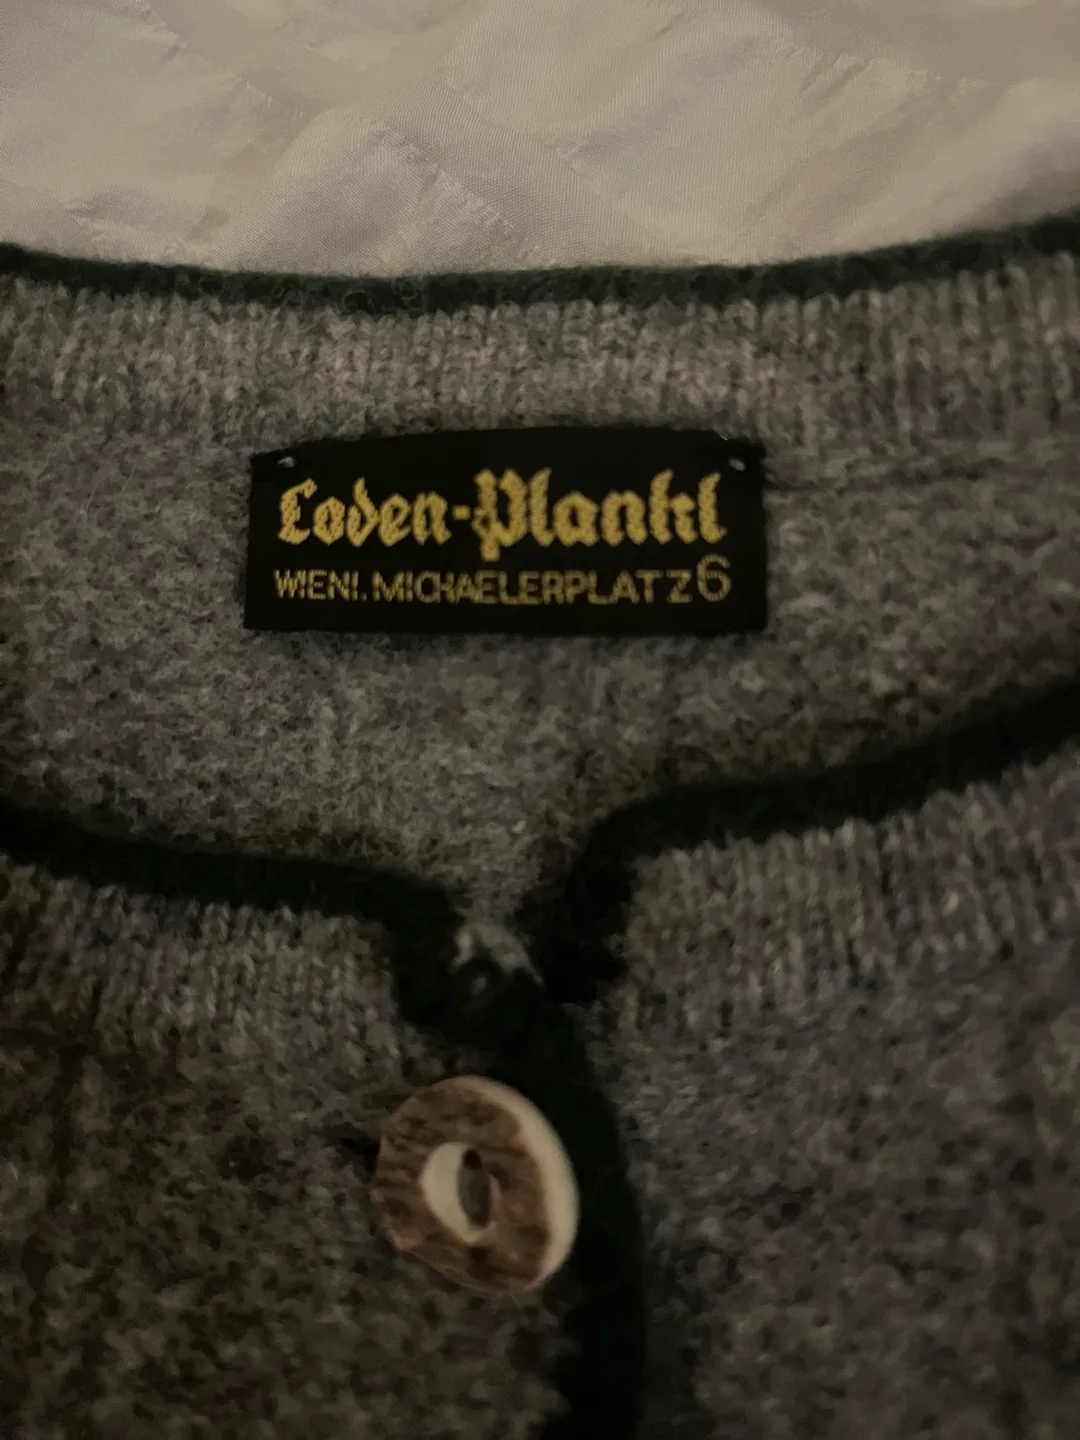 Loden-Plankl
WIEN I. MICHAELERPLATZ 6